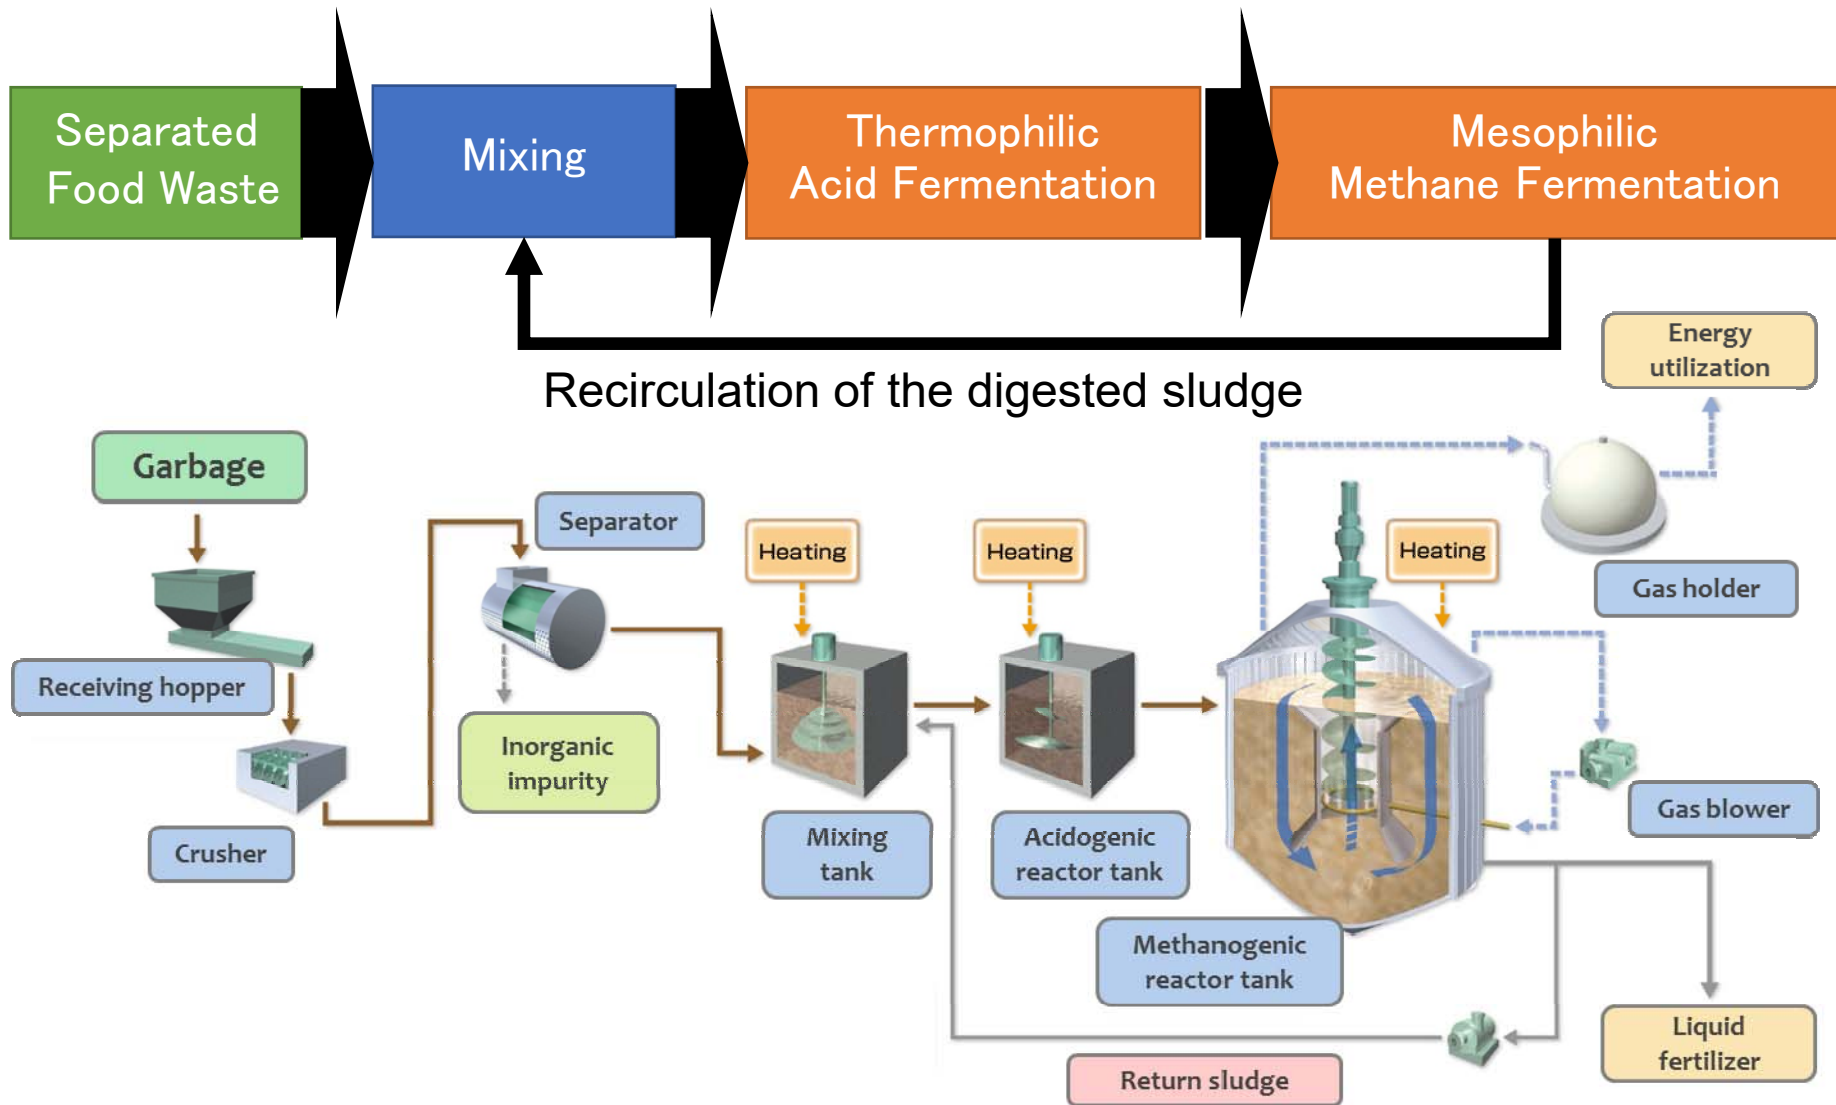 Separated
Food Waste
Mixing
Thermophilic
Acid Fermentation
Mesophilic
Methane Fermentation
Recirculation of the digested sludge
Energy
utilization
Garbage
Separator
Heating
Heating
Heating
Gas holder
Receiving hopper
Inorganic
impurity
Crusher
Mixing
tank
Acidogenic
reactor tank
Gas blower
Methanogenic
reactor tank
Liquid
fertilizer
Return sludge